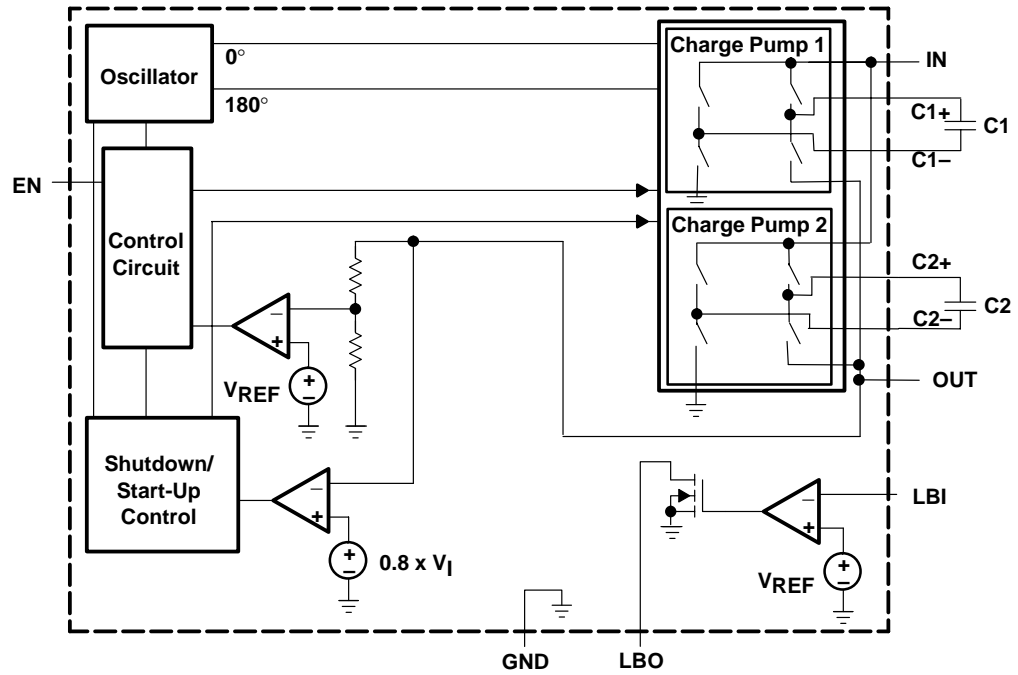 Oscillator
0°
180°
Charge Pump 1
IN
C1+
C1
C1–
EN
Control
Circuit
Charge Pump 2
C2+
C2
C2–
–
+
+
–
VREF
OUT
Shutdown/
Start-Up
Control
–
+
+
–
0.8 x VI
–
+
LBI
+
–
VREF
GND
LBO